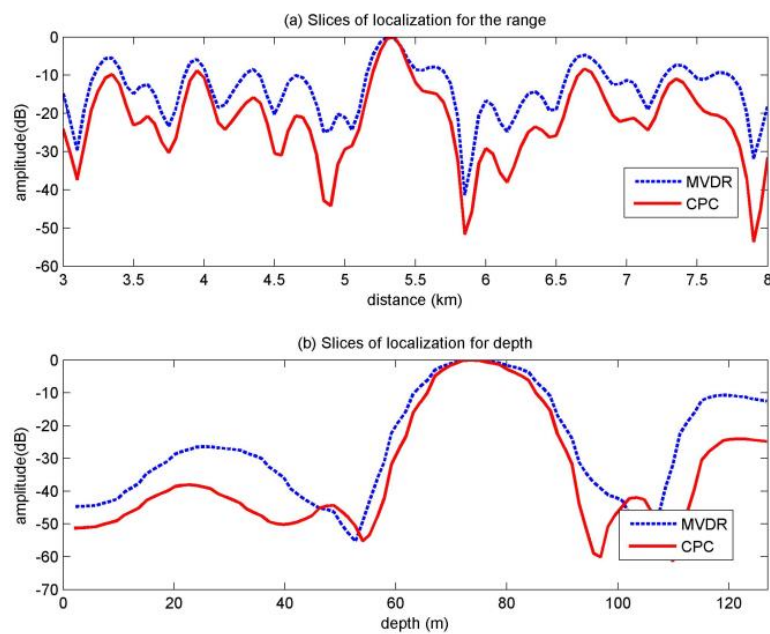 (a) Slices of localization for the range
0
-10
-20
-30
-40
-50
-60
amplitude (dB)
MVDR
CPC
3 3.5 4 4.5 5 5.5 6 6.5 7 7.5 8
distance (km)
(b) Slices of localization for depth
0
-10
-20
-30
-40
-50
-60
-70
amplitude(dB)
MVDR
CPC
0 20 40 60 80 100 120
depth (m)